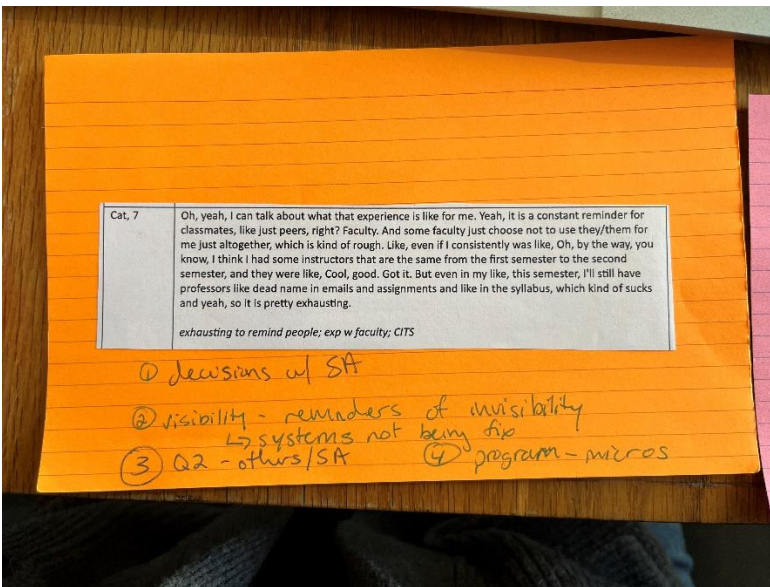 Cat, 7
Oh, yeah, I can talk about what that experience is like for me. Yeah, it is a constant reminder for
classmates, like just peers, right? Faculty. And some faculty just choose not to use they/them for
me just altogether, which is kind of rough. Like, even if I consistently was like, Oh, by the way, you
know, I think I had some instructors that are the same from the first semester to the second
semester, and they were like, Cool, good. Got it. But even in my like, this semester, I'll still have
professors like dead name in emails and assignments and like in the syllabus, which kind of sucks
and yeah, so it is pretty exhausting.
exhausting to remind people; exp w faculty; CITS
① decisions w/ SA
② visibility - reminders of invisibility
↳ systems not being fix
③ Q2 - others/SA ④ program - micros